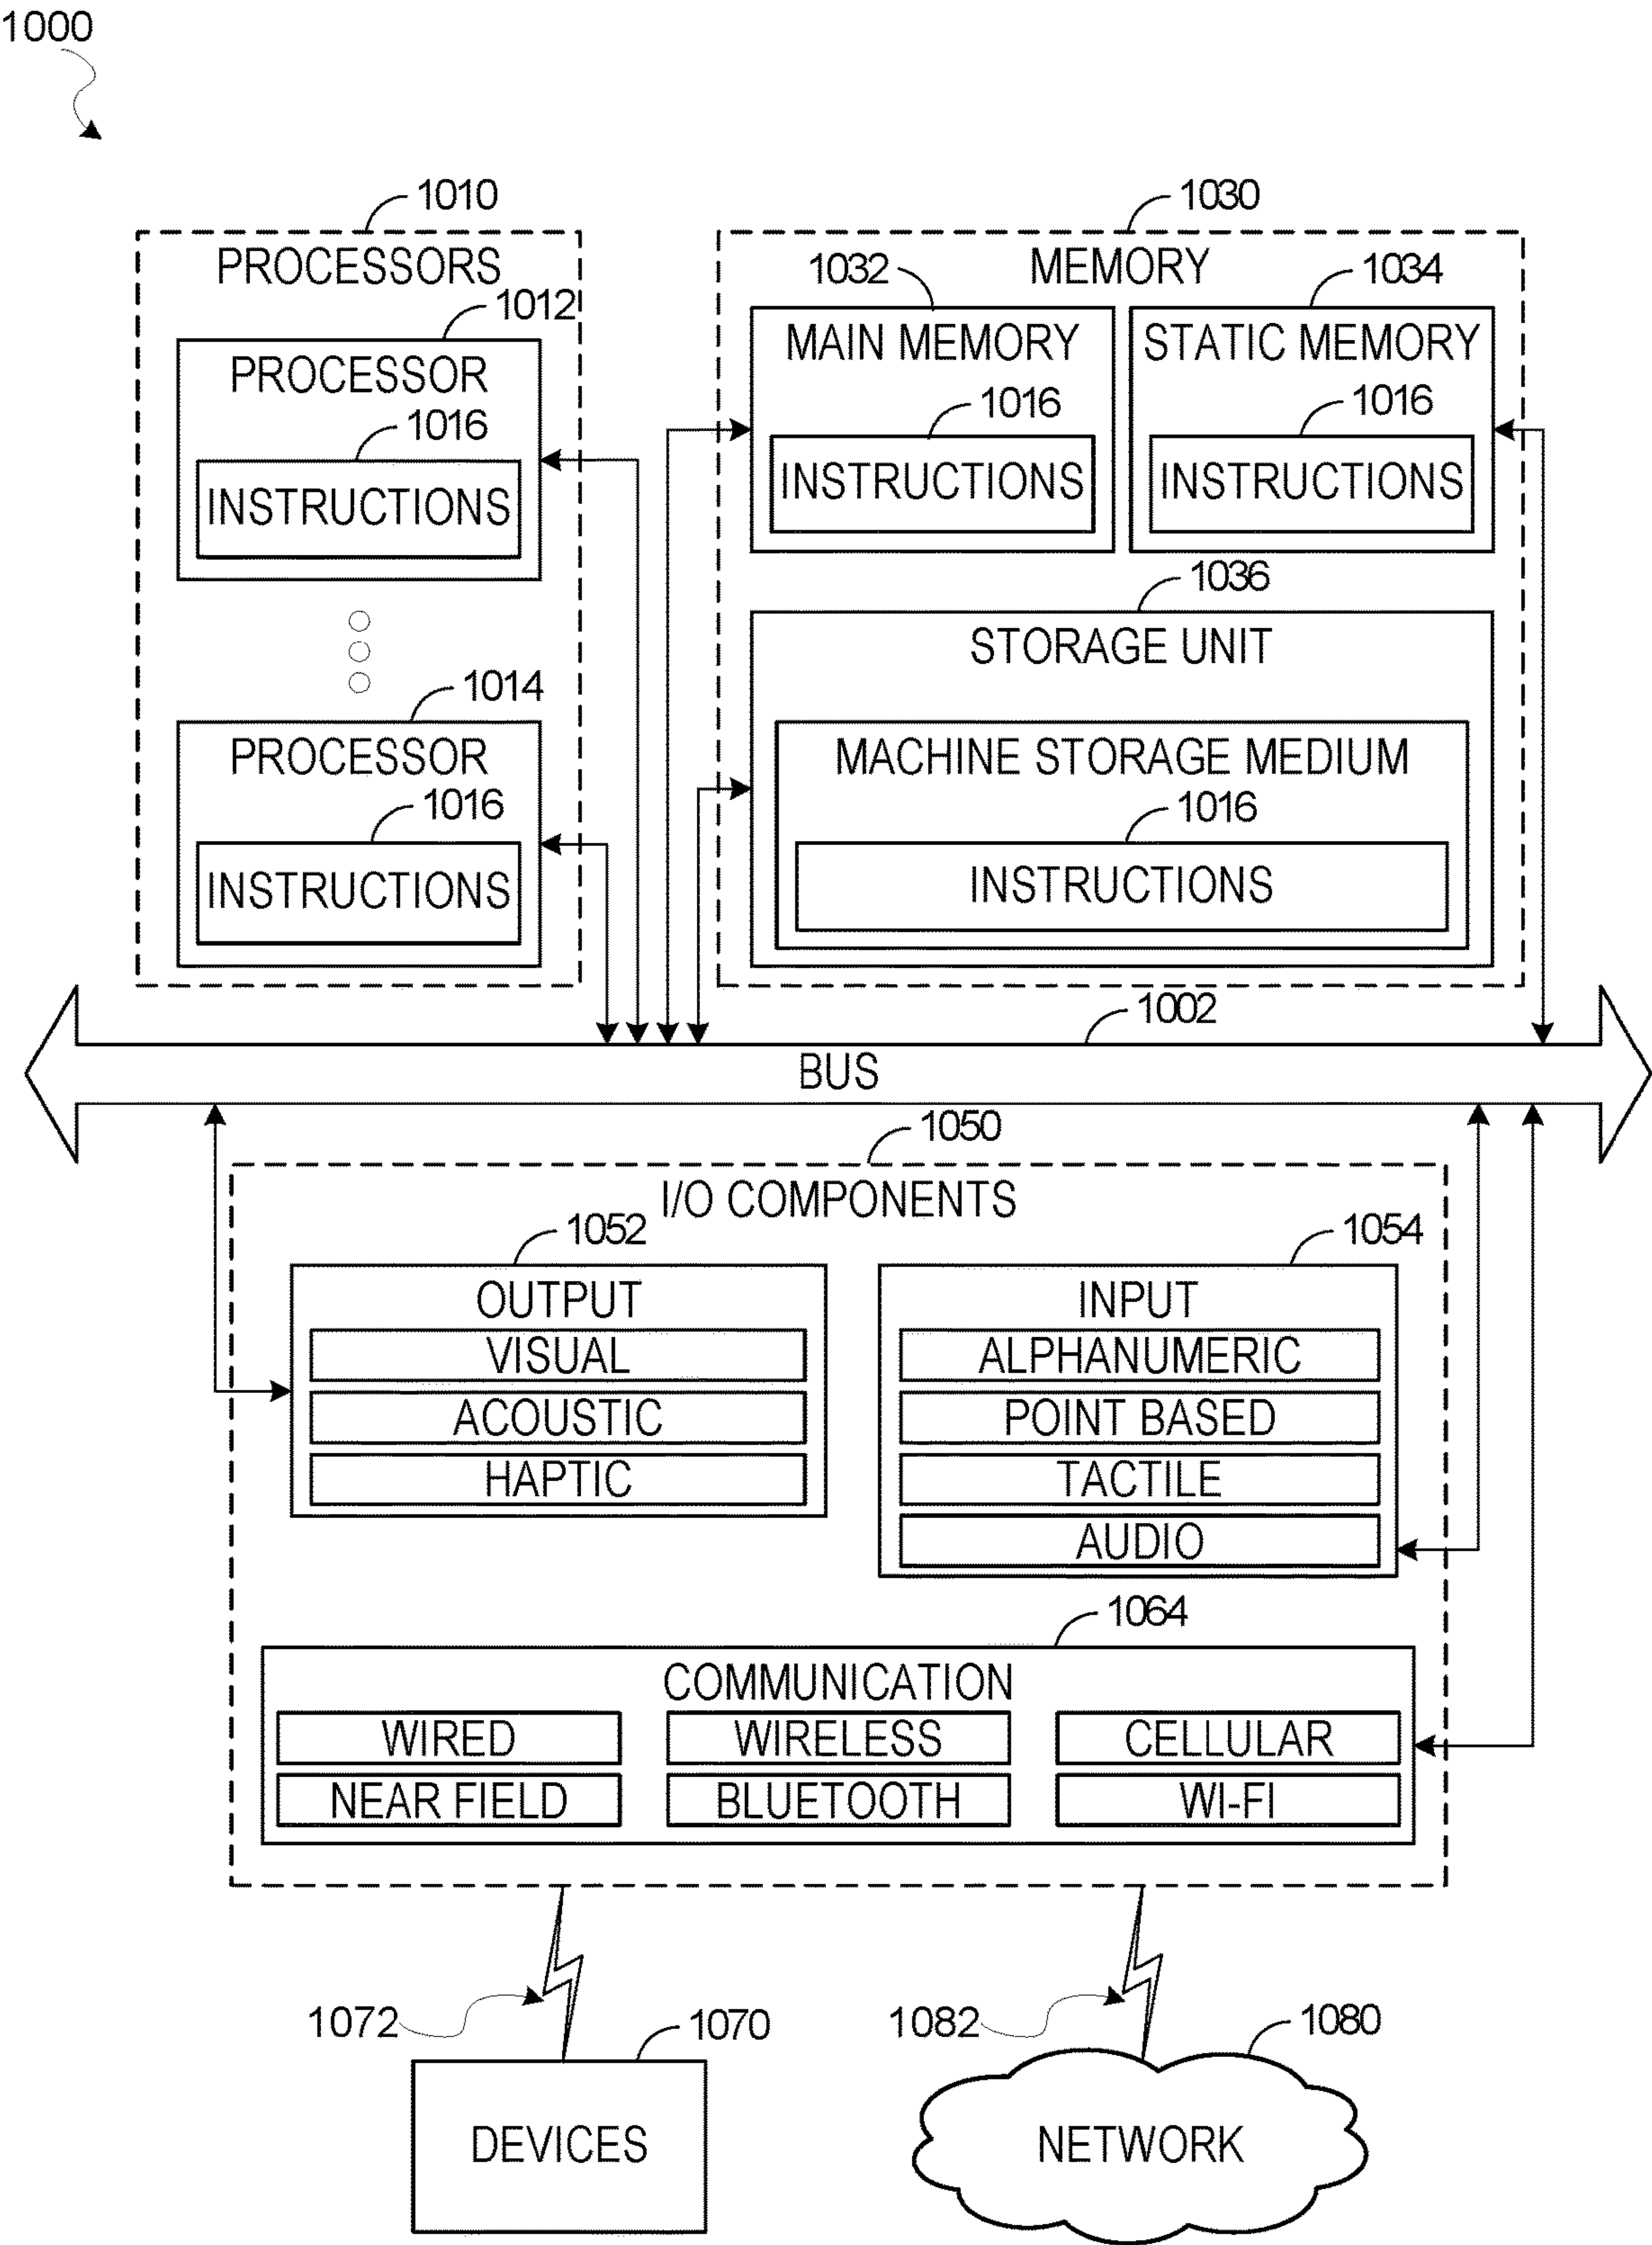 1000
1010
PROCESSORS
1012
PROCESSOR
1016
INSTRUCTIONS
1014
PROCESSOR
1016
INSTRUCTIONS
1030
MEMORY
1032
MAIN MEMORY
1016
INSTRUCTIONS
1034
STATIC MEMORY
1016
INSTRUCTIONS
1036
STORAGE UNIT
MACHINE STORAGE MEDIUM
1016
INSTRUCTIONS
1002
BUS
1050
I/O COMPONENTS
1052
OUTPUT
VISUAL
ACOUSTIC
HAPTIC
1054
INPUT
ALPHANUMERIC
POINT BASED
TACTILE
AUDIO
1064
COMMUNICATION
WIRED
WIRELESS
CELLULAR
NEAR FIELD
BLUETOOTH
WI-FI
1072
1070
DEVICES
1082
1080
NETWORK